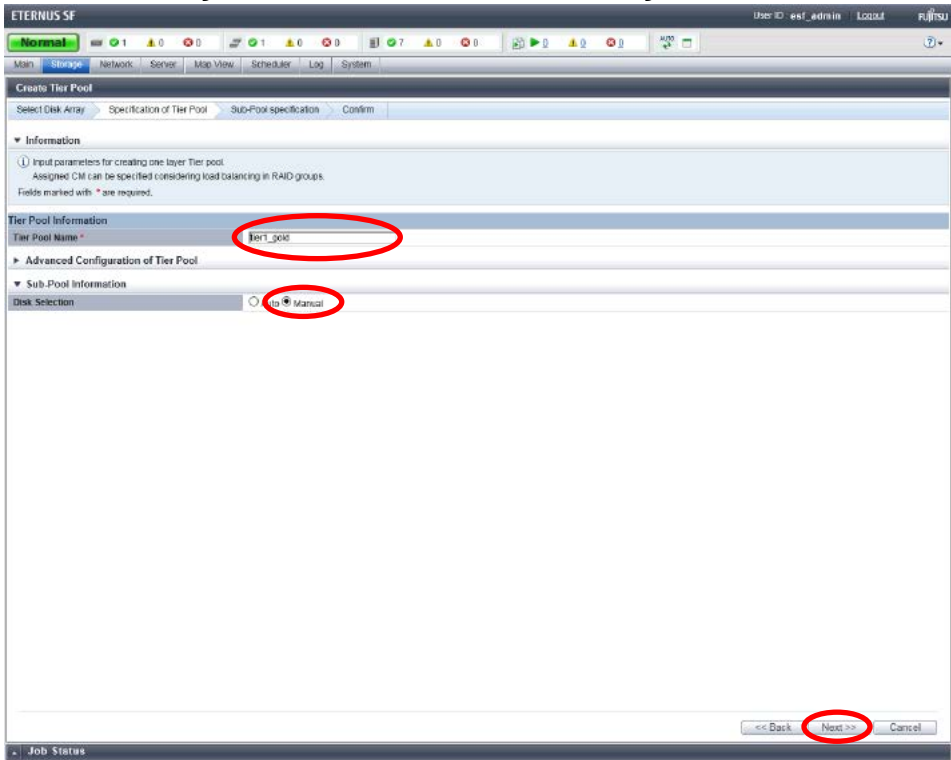 ETERNUS SF User ID esf_admin Logout FUJITSU
Normal 1 0 0 1 0 0 7 0 0 0 0 0
Main Storage Network Server Map View Scheduler Log System
Create Tier Pool
Select Disk Array Specification of Tier Pool Sub-Pool specification Confirm
Information
Input parameters for creating one layer Tier pool.
Assigned CM can be specified considering load balancing in RAID groups.
Fields marked with * are required.
Tier Pool Information
Tier Pool Name * tier1_gold
Advanced Configuration of Tier Pool
Sub-Pool Information
Disk Selection Auto Manual
<< Back Next >> Cancel
Job Status